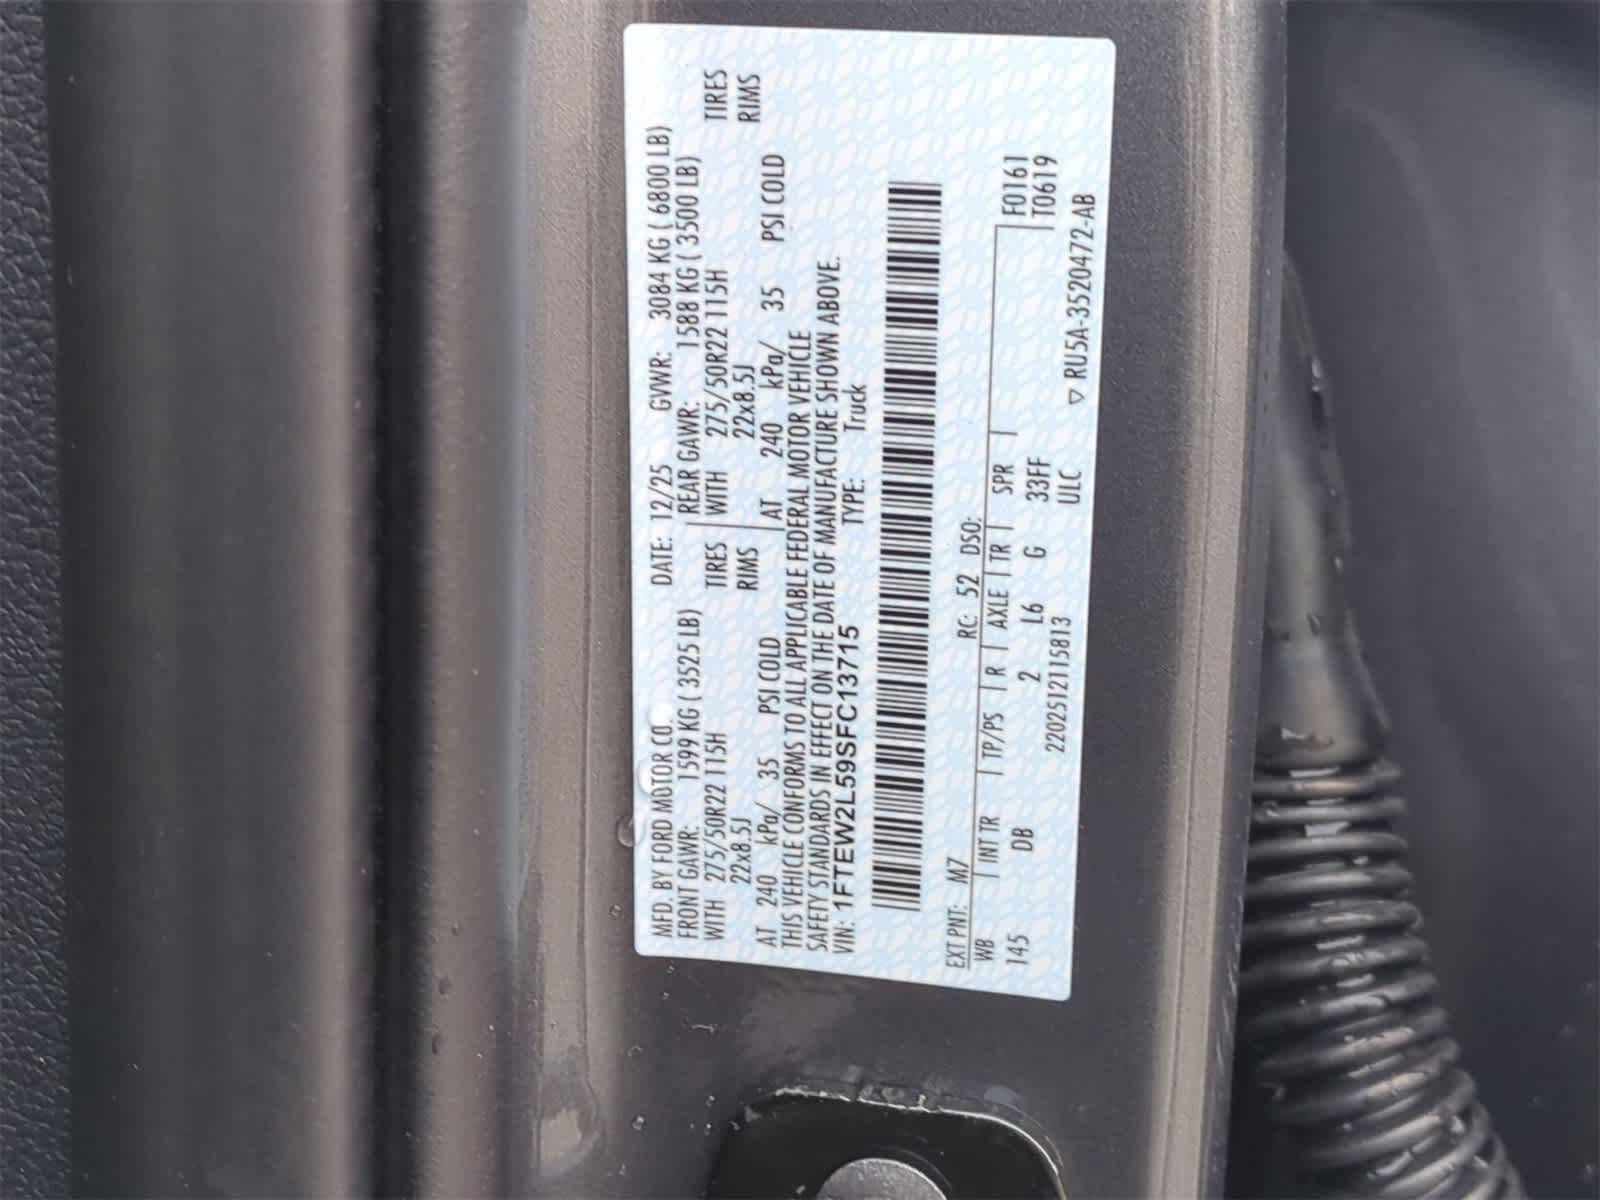 MFD. BY FORD MOTOR CO. DATE: 12/25 GVWR: 3084 KG ( 6800 LB)
FRONT GAWR: 1599 KG ( 3525 LB) REAR GAWR: 1588 KG ( 3500 LB)
WITH 275/50R22 115H TIRES WITH 275/50R22 115H TIRES
22x8.5J RIMS 22x8.5J RIMS
AT 240 kPa/ 35 PSI COLD AT 240 kPa/ 35 PSI COLD
THIS VEHICLE CONFORMS TO ALL APPLICABLE FEDERAL MOTOR VEHICLE
SAFETY STANDARDS IN EFFECT ON THE DATE OF MANUFACTURE SHOWN ABOVE.
VIN: 1FTEW2L59SFC13715 TYPE: Truck
EXT PNT: M7 RC: 52 DSO:
WB INT TR TP/PS R AXLE TR SPR F0161
145 DB 2 L6 G 33FF T0619
2202512115813 ULC
▽ RU5A-3520472-AB